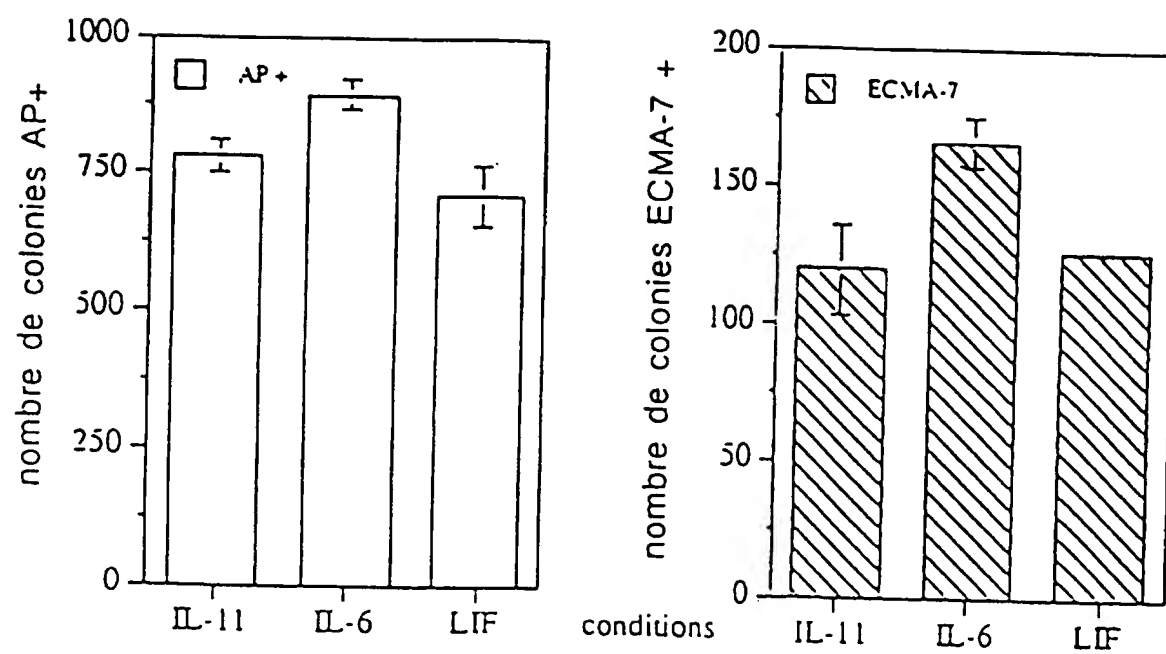 nombre de colonies AP+
1000
750
500
250
0
AP +
IL-11 IL-6 LIF
conditions
nombre de colonies ECMA-7 +
200
150
100
50
0
ECMA-7
IL-11 IL-6 LIF